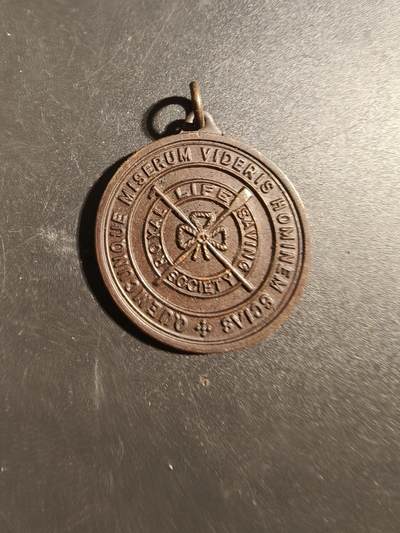 QUEMCUNQUE MISERUM VIDERIS HOMINEM SCIAS
ROYAL LIFE SAVING SOCIETY